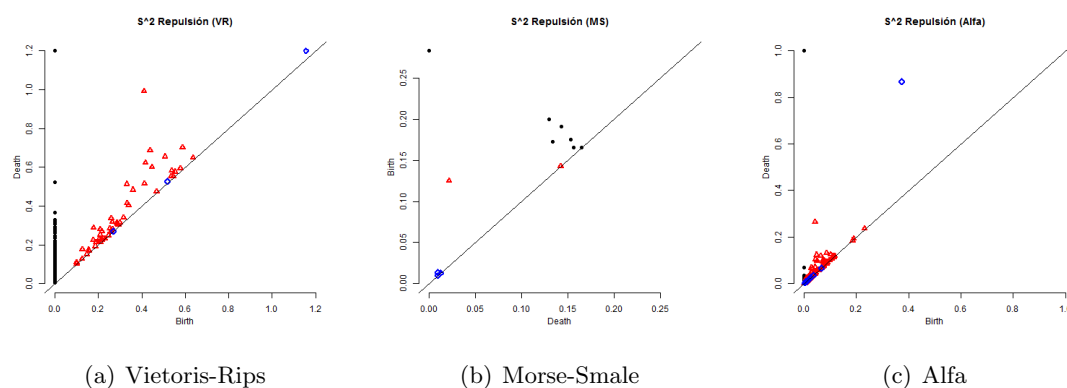 S^2 Repulsión (VR)
Death
0.0 0.2 0.4 0.6 0.8 1.0 1.2
0.0 0.2 0.4 0.6 0.8 1.0 1.2
Birth
(a) Vietoris-Rips
S^2 Repulsión (MS)
Birth
0.00 0.05 0.10 0.15 0.20 0.25
0.00 0.05 0.10 0.15 0.20 0.25
Death
(b) Morse-Smale
S^2 Repulsión (Alfa)
Death
0.0 0.2 0.4 0.6 0.8 1.0
0.0 0.2 0.4 0.6 0.8 1.0
Birth
(c) Alfa